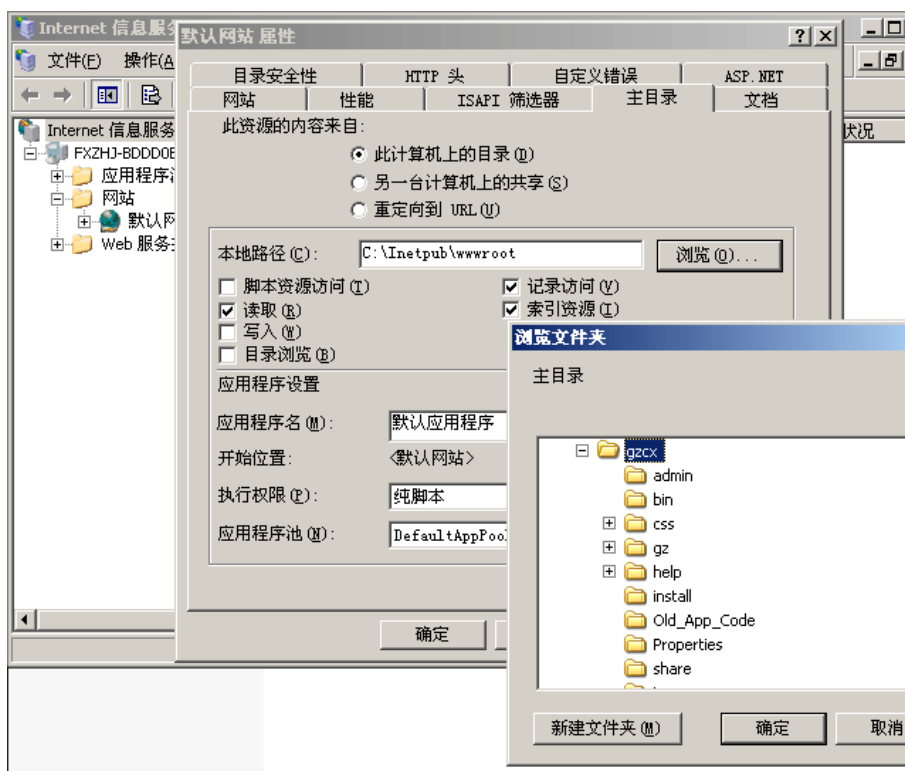 Internet 信息服务
默认网站 属性
文件(F) 操作(A
目录安全性 HTTP 头 自定义错误 ASP.NET
网站 性能 ISAPI 筛选器 主目录 文档
Internet 信息服务
状况
此资源的内容来自:
FXZHJ-BDDD0E
此计算机上的目录(D)
应用程序池
另一台计算机上的共享(S)
网站
重定向到 URL(U)
默认网
Web 服务扩
本地路径(C): C:\Inetpub\wwwroot 浏览(O)...
脚本资源访问(T) 记录访问(V)
读取(R) 索引资源(I)
写入(W)
目录浏览(B)
应用程序设置
应用程序名(M): 默认应用程序
开始位置: <默认网站>
执行权限(P): 纯脚本
应用程序池(N): DefaultAppPool
确定
浏览文件夹
主目录
gzcx
admin
bin
css
gz
help
install
Old_App_Code
Properties
share
新建文件夹(M) 确定 取消